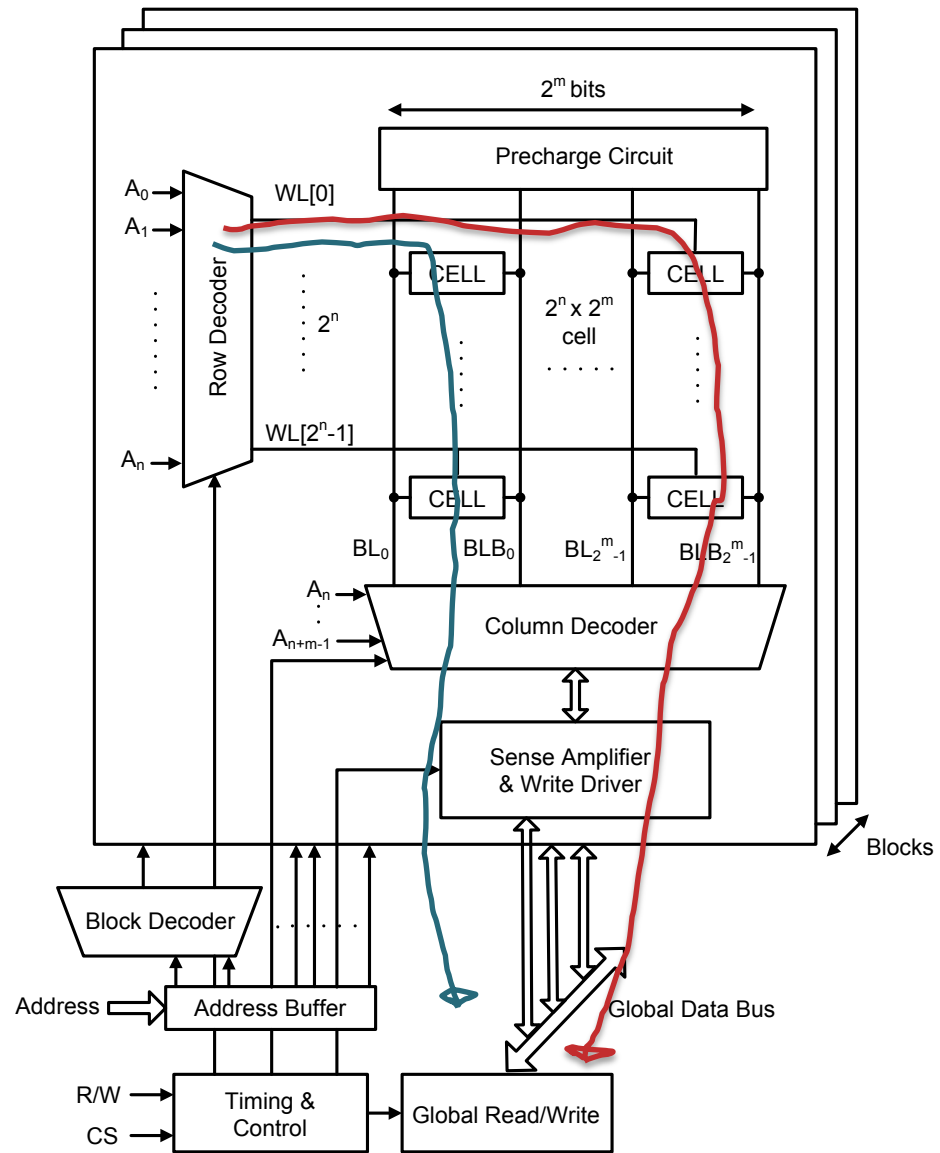 2^m bits
Precharge Circuit
A₀
WL[0]
A₁
CELL
CELL
Row Decoder
2^n
2^n x 2^m
cell
WL[2^n-1]
Aₙ
CELL
CELL
BL₀
BLB₀
BL₂^m₋₁
BLB₂^m₋₁
Aₙ
Column Decoder
Aₙ₊ₘ₋₁
Sense Amplifier
& Write Driver
Blocks
Block Decoder
Address
Address Buffer
Global Data Bus
R/W
Timing &
Control
Global Read/Write
CS